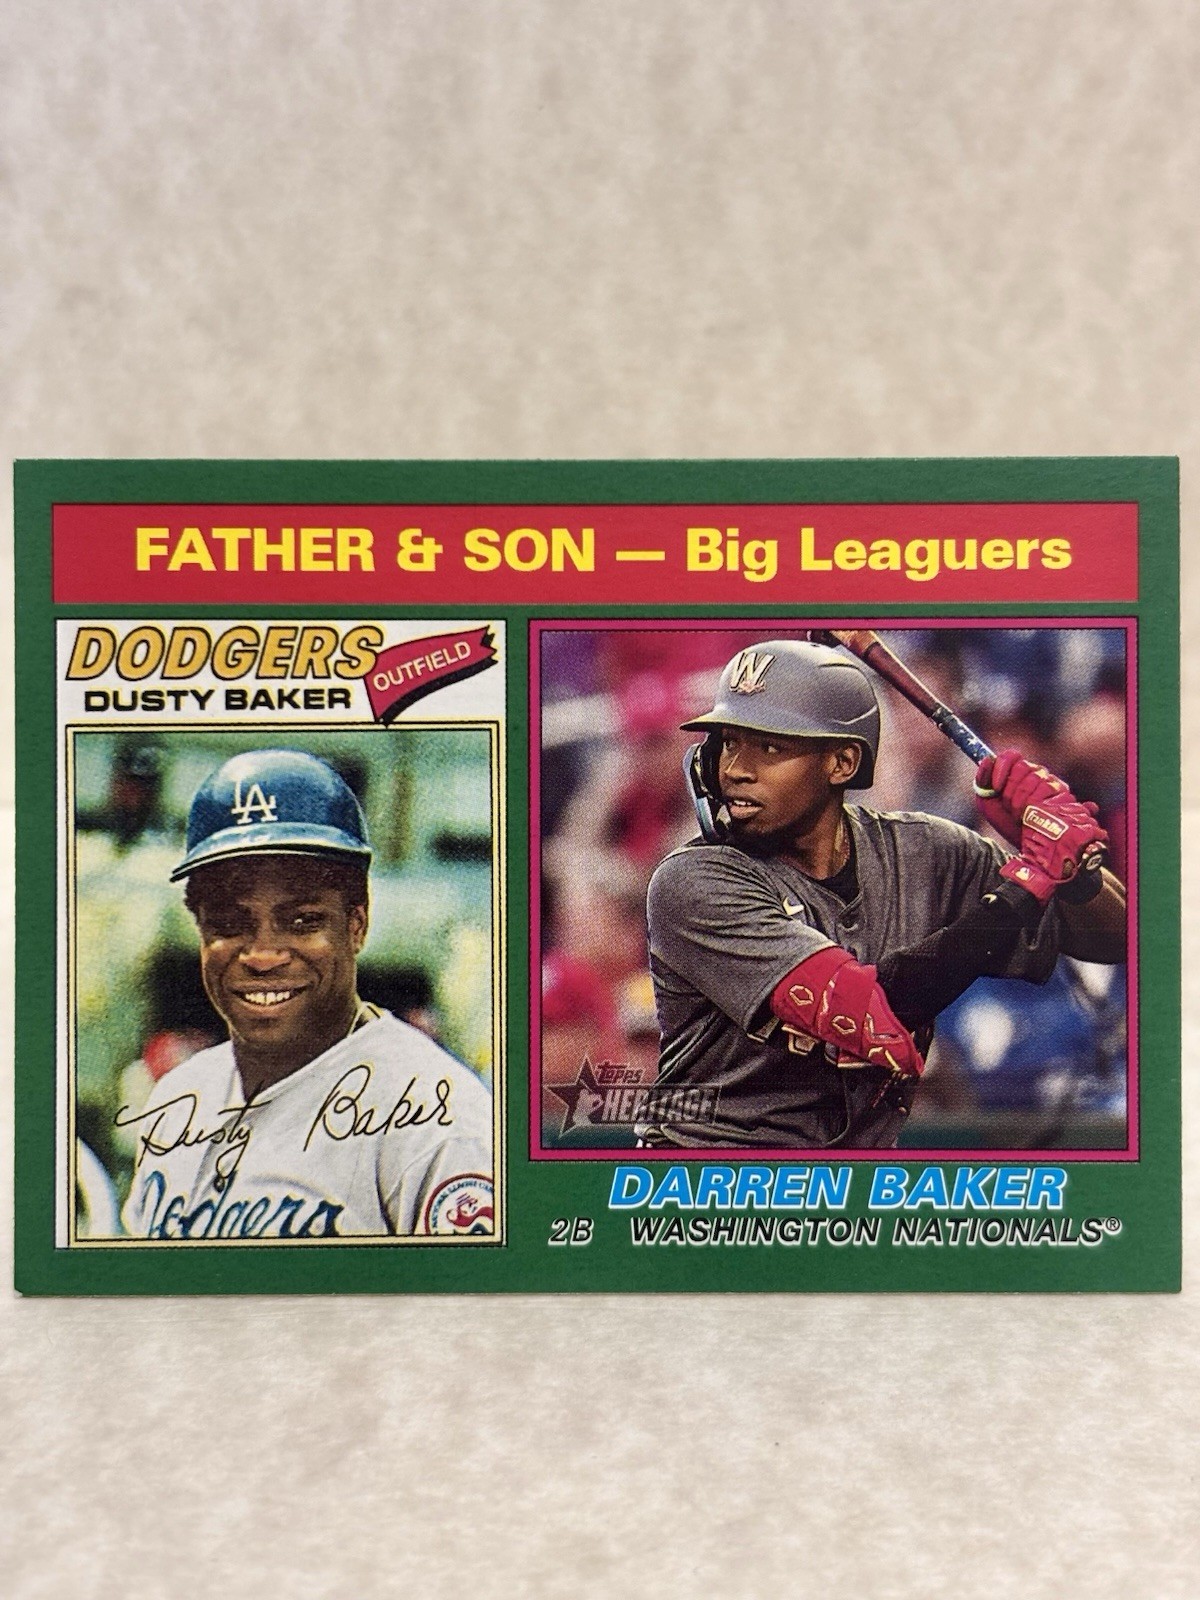 FATHER & SON — Big Leaguers
DODGERS
OUTFIELD
DUSTY BAKER
LA
Dusty Baker
Dodgers
W
Franklin
topps
HERITAGE
DARREN BAKER
2B WASHINGTON NATIONALS®